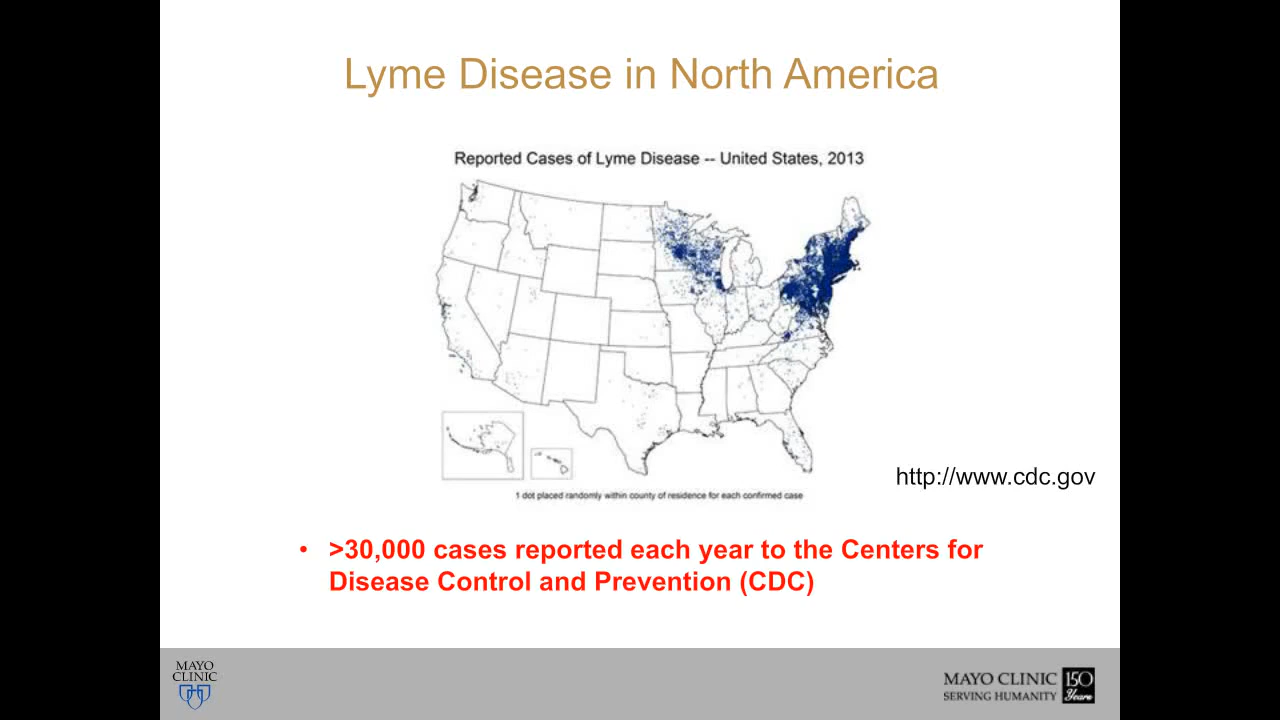 Lyme Disease in North America
Reported Cases of Lyme Disease -- United States, 2013
http://www.cdc.gov
1 dot placed randomly within county of residence for each confirmed case
• >30,000 cases reported each year to the Centers for
Disease Control and Prevention (CDC)
MAYO
CLINIC
MAYO CLINIC
SERVING HUMANITY
150
Years